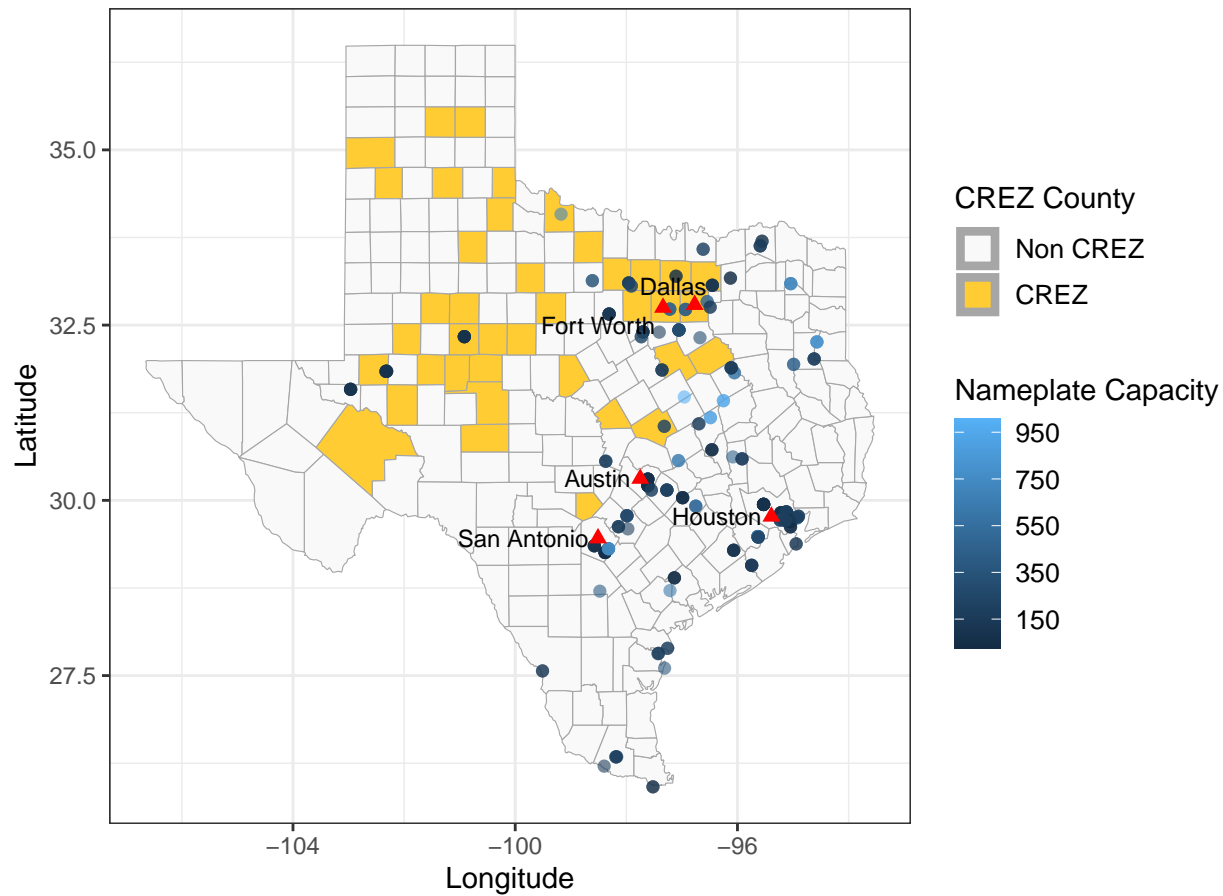 35.0
32.5
30.0
27.5
Latitude
−104
−100
−96
Longitude
Dallas
Fort Worth
Austin
Houston
San Antonio
CREZ County
Non CREZ
CREZ
Nameplate Capacity
950
750
550
350
150